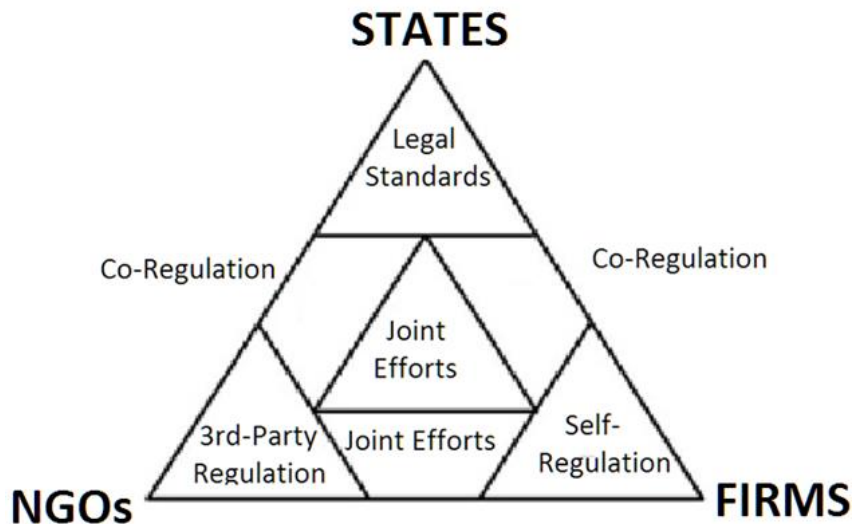 STATES
Legal
Standards
Co-Regulation
Co-Regulation
Joint
Efforts
3rd-Party
Regulation
Joint Efforts
Self-
Regulation
NGOs
FIRMS